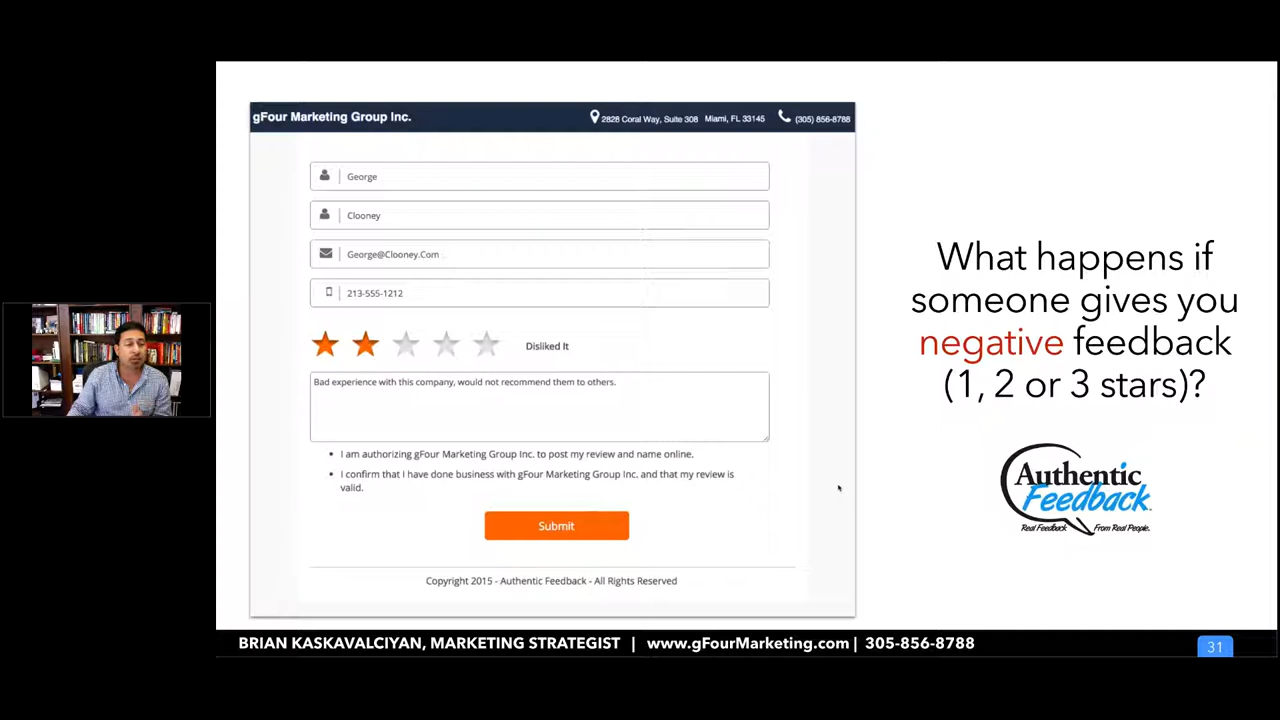 gFour Marketing Group Inc.
2828 Coral Way, Suite 308 Miami, FL 33145
(305) 856-8788
George
Clooney
George@Clooney.Com
213-555-1212
Disliked It
Bad experience with this company, would not recommend them to others.
• I am authorizing gFour Marketing Group Inc. to post my review and name online.
• I confirm that I have done business with gFour Marketing Group Inc. and that my review is
valid.
Submit
Copyright 2015 - Authentic Feedback - All Rights Reserved
What happens if
someone gives you
negative feedback
(1, 2 or 3 stars)?
Authentic
Feedback
Real Feedback From Real People.
BRIAN KASKAVALCIYAN, MARKETING STRATEGIST | www.gFourMarketing.com | 305-856-8788
31